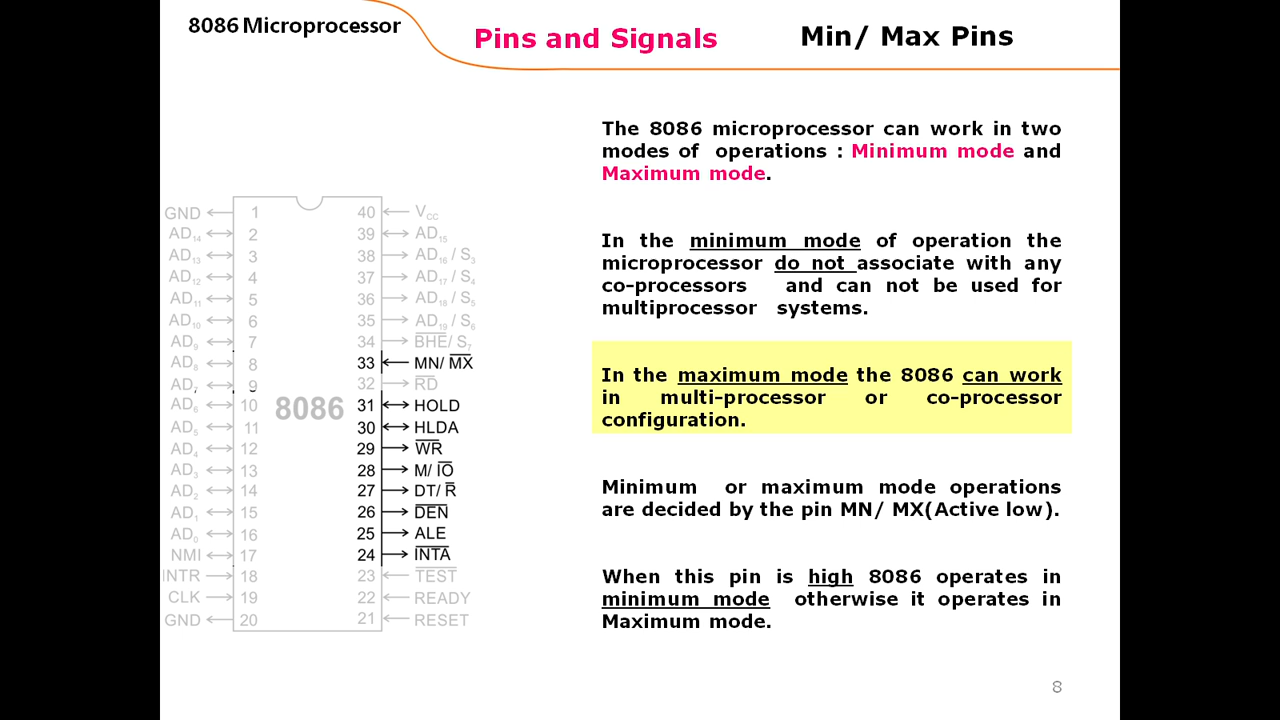 8086 Microprocessor
Pins and Signals
Min/ Max Pins
The 8086 microprocessor can work in two
modes of operations : Minimum mode and
Maximum mode.
In the minimum mode of operation the
microprocessor do not associate with any
co-processors and can not be used for
multiprocessor systems.
In the maximum mode the 8086 can work
in multi-processor or co-processor
configuration.
Minimum or maximum mode operations
are decided by the pin MN/ MX(Active low).
When this pin is high 8086 operates in
minimum mode otherwise it operates in
Maximum mode.
GND 1 40 VCC
AD14 2 39 AD15
AD13 3 38 AD16 / S3
AD12 4 37 AD17 / S4
AD11 5 36 AD18 / S5
AD10 6 35 AD19 / S6
AD9 7 34 BHE/ S7
AD8 8 33 MN/ MX
AD7 9 32 RD
AD6 10 8086 31 HOLD
AD5 11 30 HLDA
AD4 12 29 WR
AD3 13 28 M/ IO
AD2 14 27 DT/ R
AD1 15 26 DEN
AD0 16 25 ALE
NMI 17 24 INTA
INTR 18 23 TEST
CLK 19 22 READY
GND 20 21 RESET
8